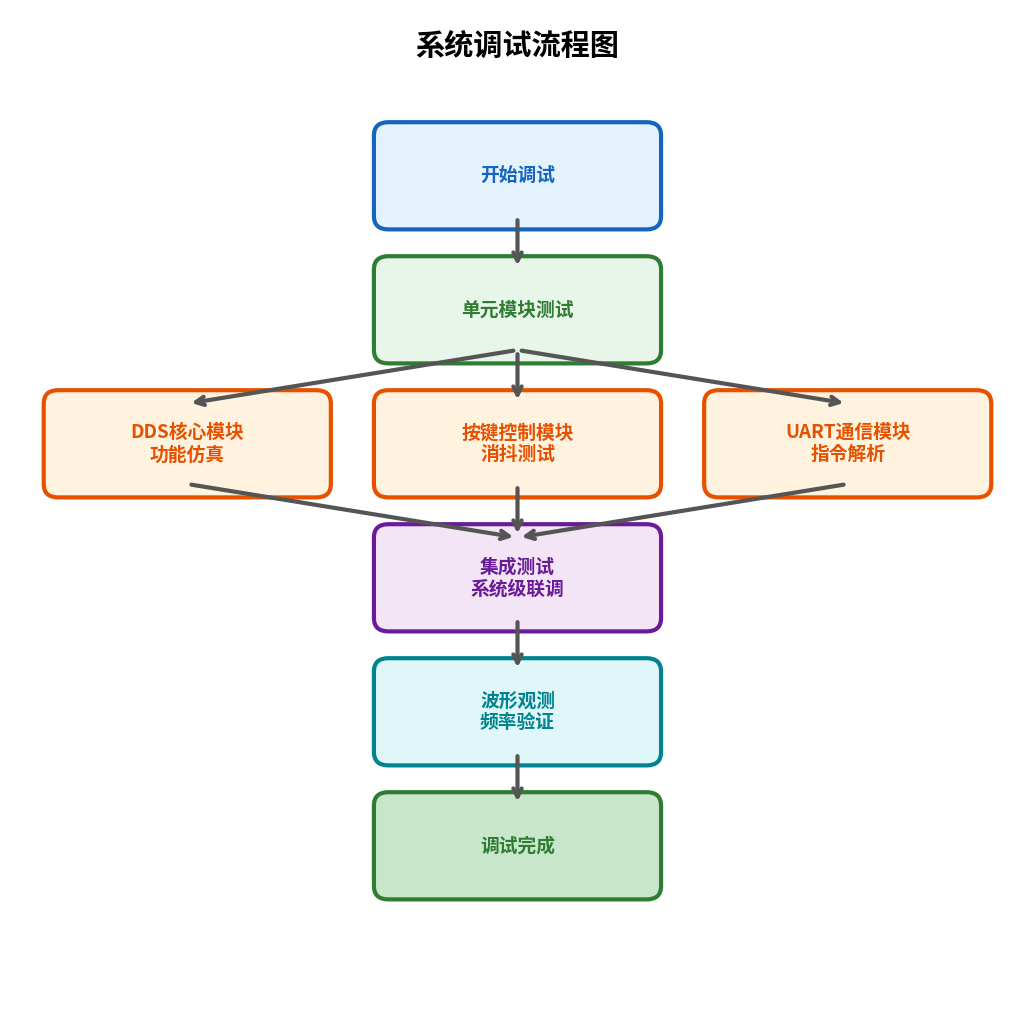 系统调试流程图
开始调试
单元模块测试
DDS核心模块
功能仿真
按键控制模块
消抖测试
UART通信模块
指令解析
集成测试
系统级联调
波形观测
频率验证
调试完成